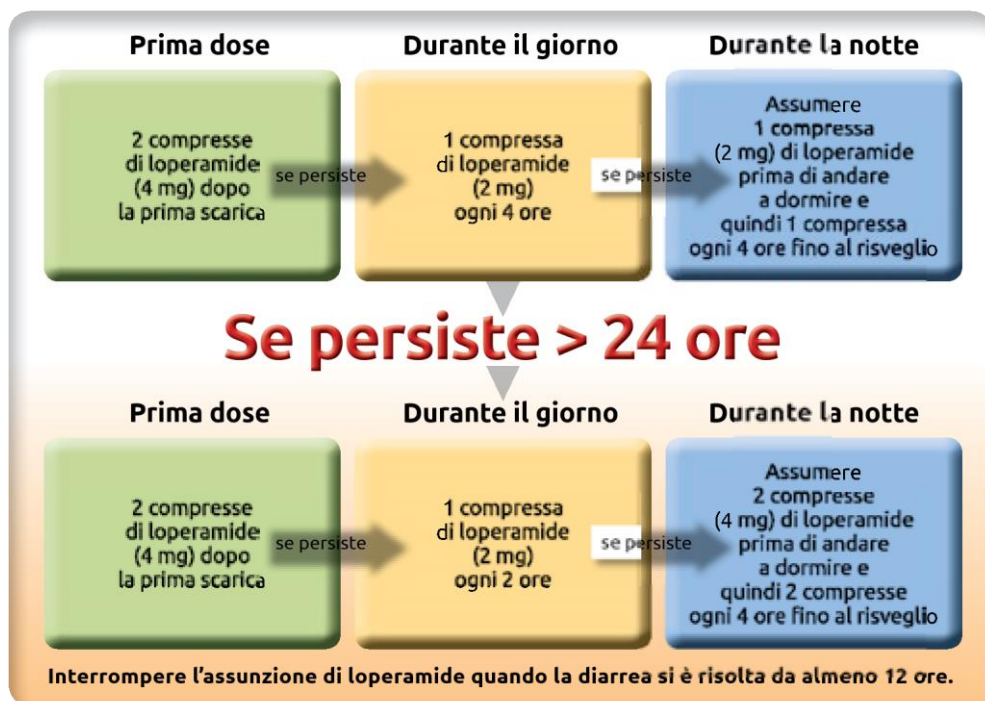 Prima dose
Durante il giorno
Durante la notte
2 compresse
di loperamide
(4 mg) dopo
la prima scarica
se persiste
1 compressa
di loperamide
(2 mg)
ogni 4 ore
se persiste
Assumere
1 compressa
(2 mg) di loperamide
prima di andare
a dormire e
quindi 1 compressa
ogni 4 ore fino al risveglio
Se persiste > 24 ore
Prima dose
Durante il giorno
Durante la notte
2 compresse
di loperamide
(4 mg) dopo
la prima scarica
se persiste
1 compressa
di loperamide
(2 mg)
ogni 2 ore
se persiste
Assumere
2 compresse
(4 mg) di loperamide
prima di andare
a dormire e
quindi 2 compresse
ogni 4 ore fino al risveglio
Interrompere l’assunzione di loperamide quando la diarrea si è risolta da almeno 12 ore.